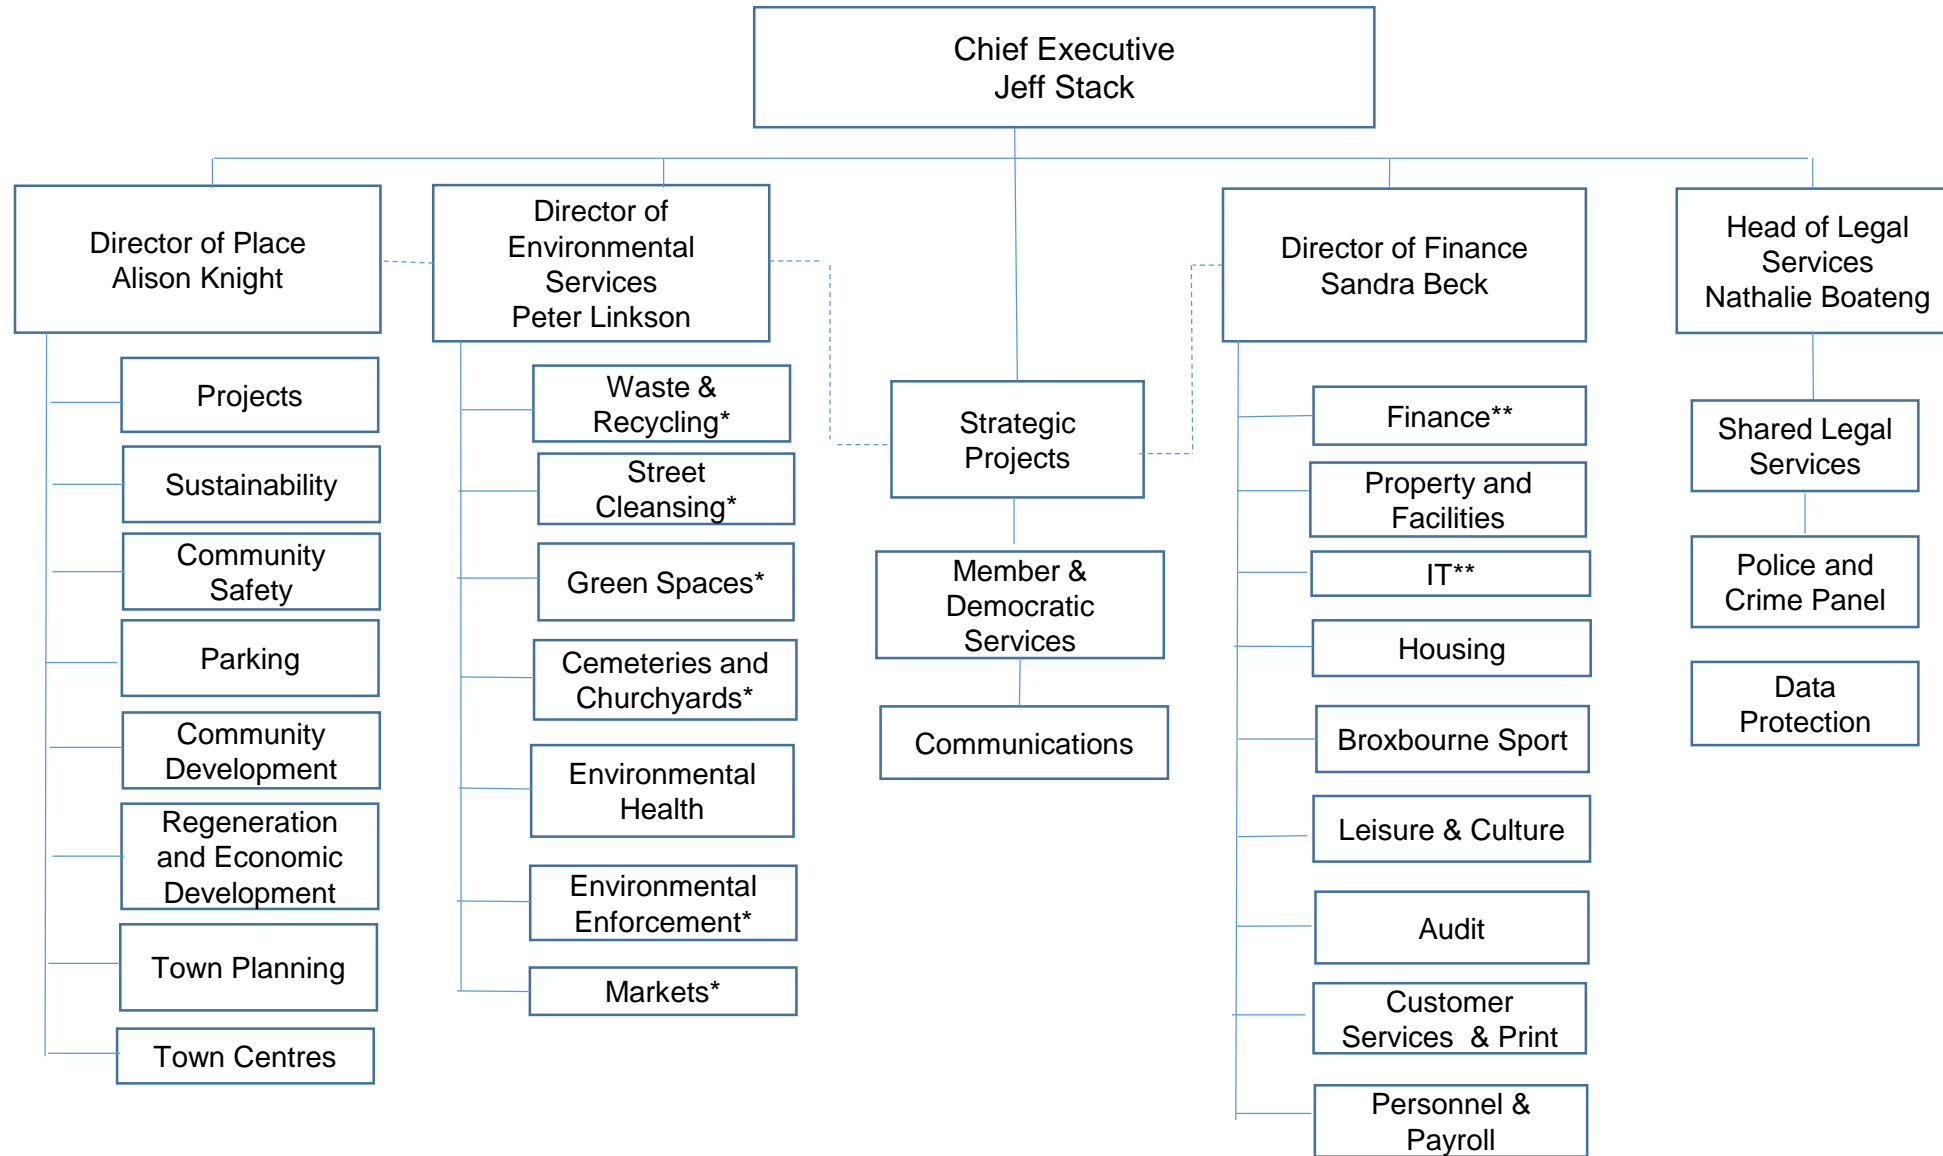 Chief Executive
Jeff Stack
Director of Place
Alison Knight
Director of
Environmental
Services
Peter Linkson
Director of Finance
Sandra Beck
Head of Legal
Services
Nathalie Boateng
Projects
Sustainability
Community
Safety
Parking
Community
Development
Regeneration
and Economic
Development
Town Planning
Town Centres
Waste &
Recycling*
Street
Cleansing*
Green Spaces*
Cemeteries and
Churchyards*
Environmental
Health
Environmental
Enforcement*
Markets*
Strategic
Projects
Member &
Democratic
Services
Communications
Finance**
Property and
Facilities
IT**
Housing
Broxbourne Sport
Leisure & Culture
Audit
Customer
Services  & Print
Personnel &
Payroll
Shared Legal
Services
Police and
Crime Panel
Data
Protection